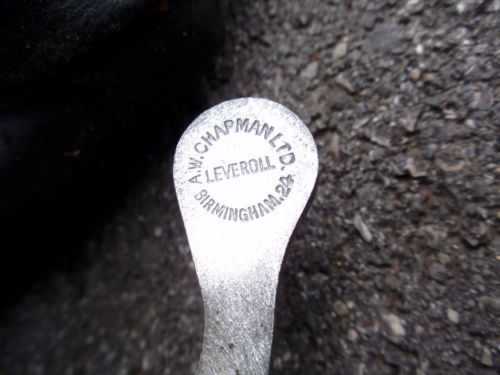 A.W. CHAPMAN LTD.
LEVEROLL
BIRMINGHAM. 24